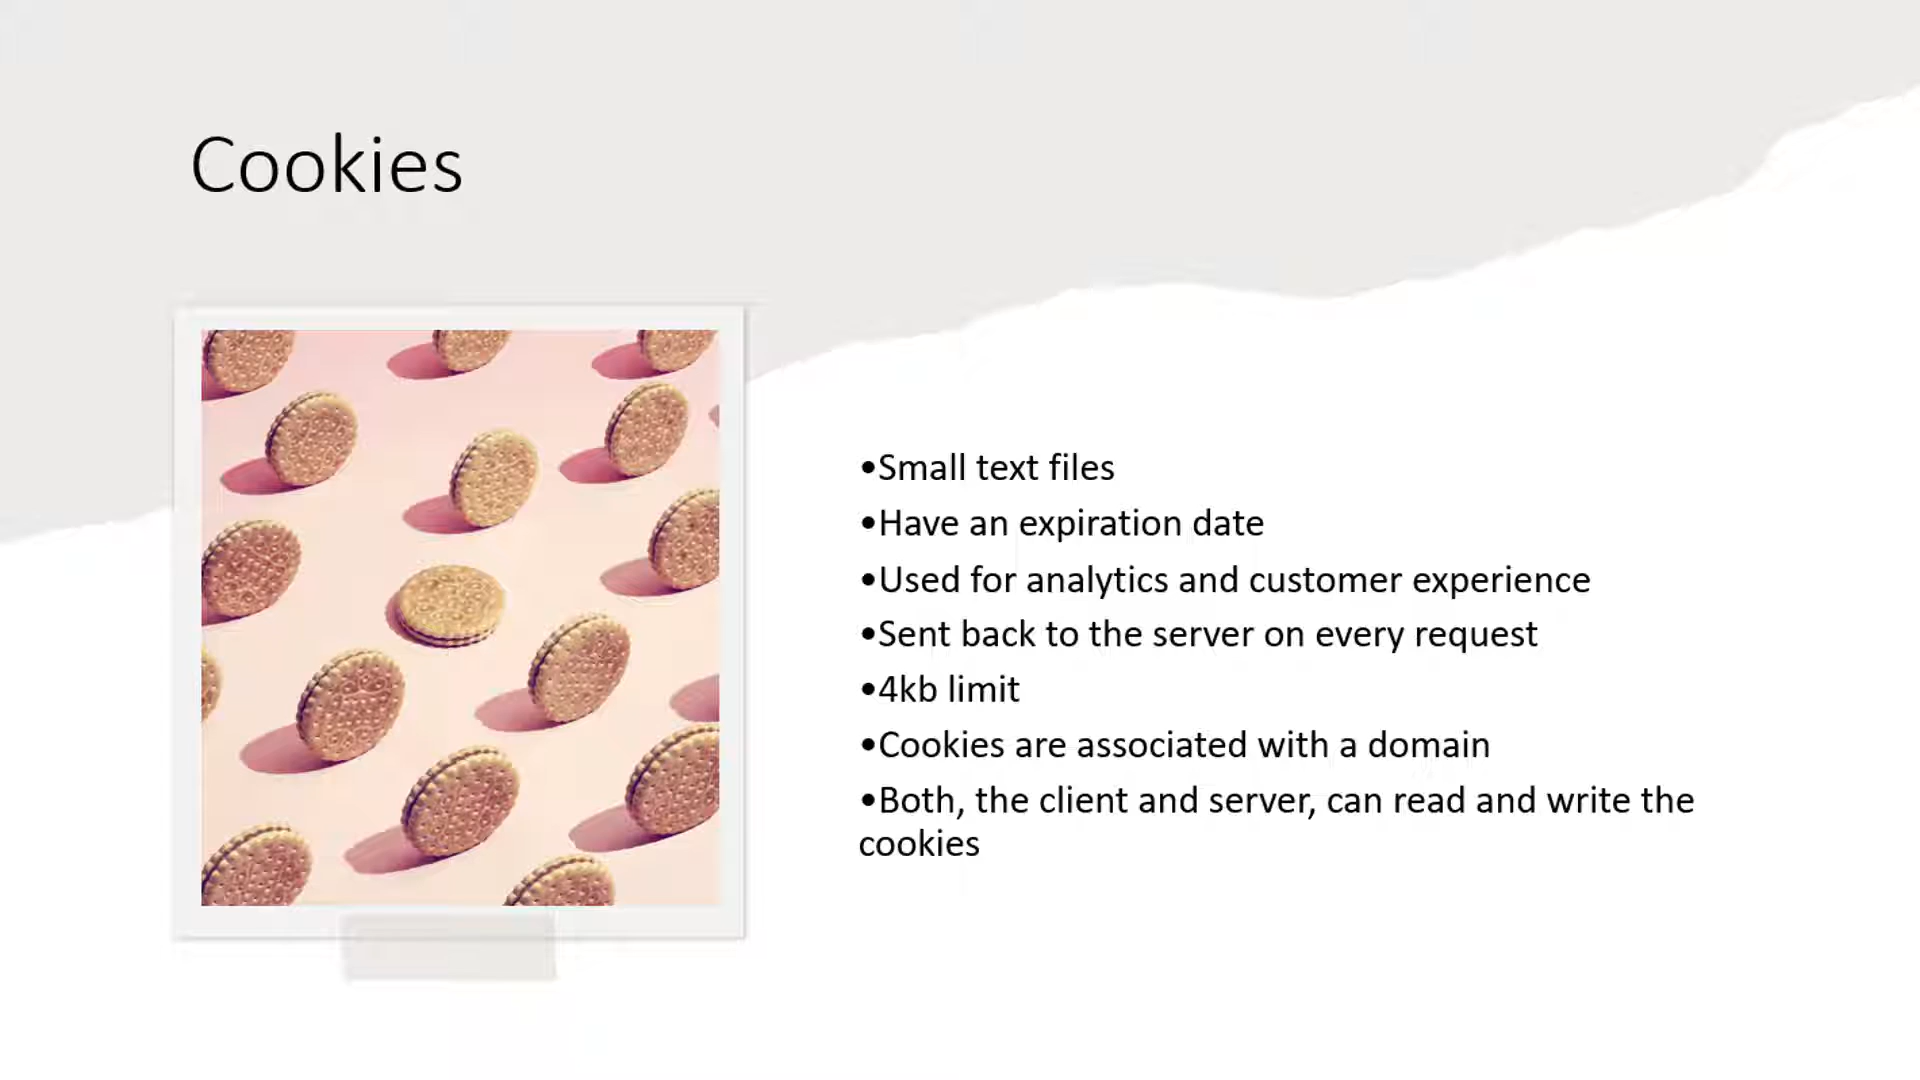 Cookies
•Small text files
•Have an expiration date
•Used for analytics and customer experience
•Sent back to the server on every request
•4kb limit
•Cookies are associated with a domain
•Both, the client and server, can read and write the
cookies